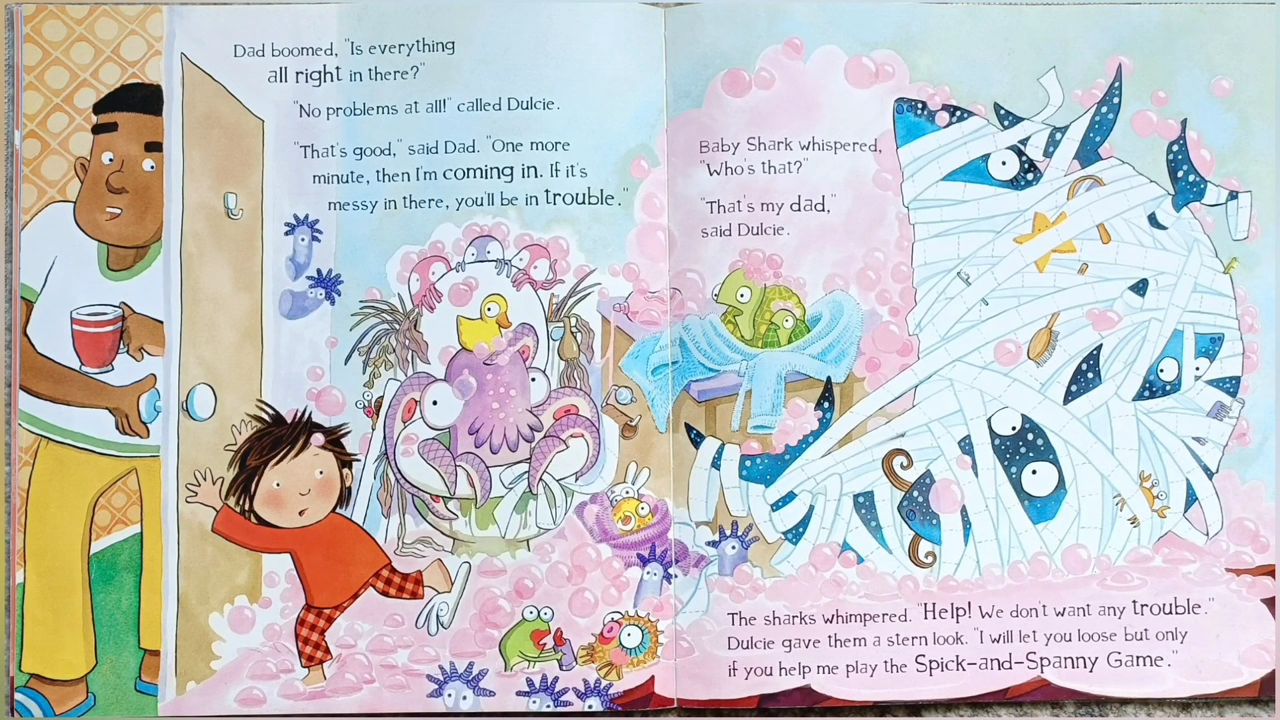 Dad boomed, "Is everything
all right in there?"
"No problems at all!" called Dulcie.
"That's good," said Dad. "One more
minute, then I'm coming in. If it's
messy in there, you'll be in trouble."
Baby Shark whispered,
"Who's that?"
"That's my dad,"
said Dulcie.
The sharks whimpered. "Help! We don't want any trouble."
Dulcie gave them a stern look. "I will let you loose but only
if you help me play the Spick-and-Spanny Game."